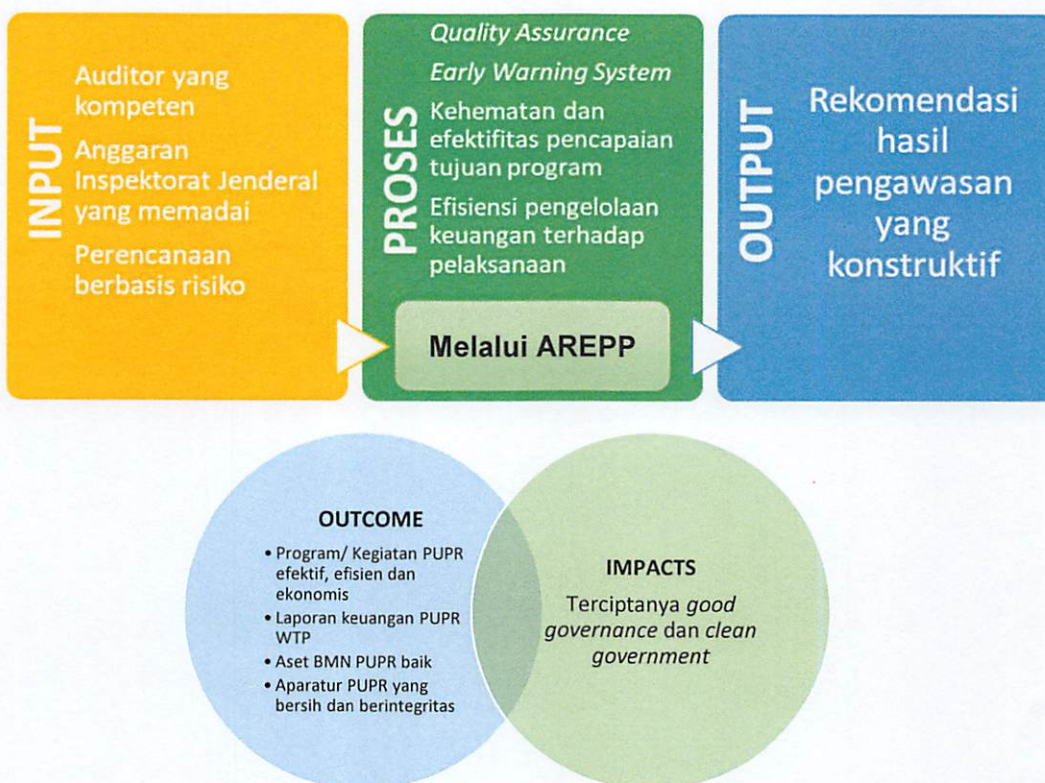 INPUT
Auditor yang
kompeten
Anggaran
Inspektorat Jenderal
yang memadai
Perencanaan
berbasis risiko
PROSES
Quality Assurance
Early Warning System
Kehematan dan
efektifitas pencapaian
tujuan program
Efisiensi pengelolaan
keuangan terhadap
pelaksanaan
Melalui AREPP
OUTPUT
Rekomendasi
hasil
pengawasan
yang
konstruktif
OUTCOME
• Program/ Kegiatan PUPR
efektif, efisien dan
ekonomis
• Laporan keuangan PUPR
WTP
• Aset BMN PUPR baik
• Aparatur PUPR yang
bersih dan berintegritas
IMPACTS
Terciptanya good
governance dan clean
government